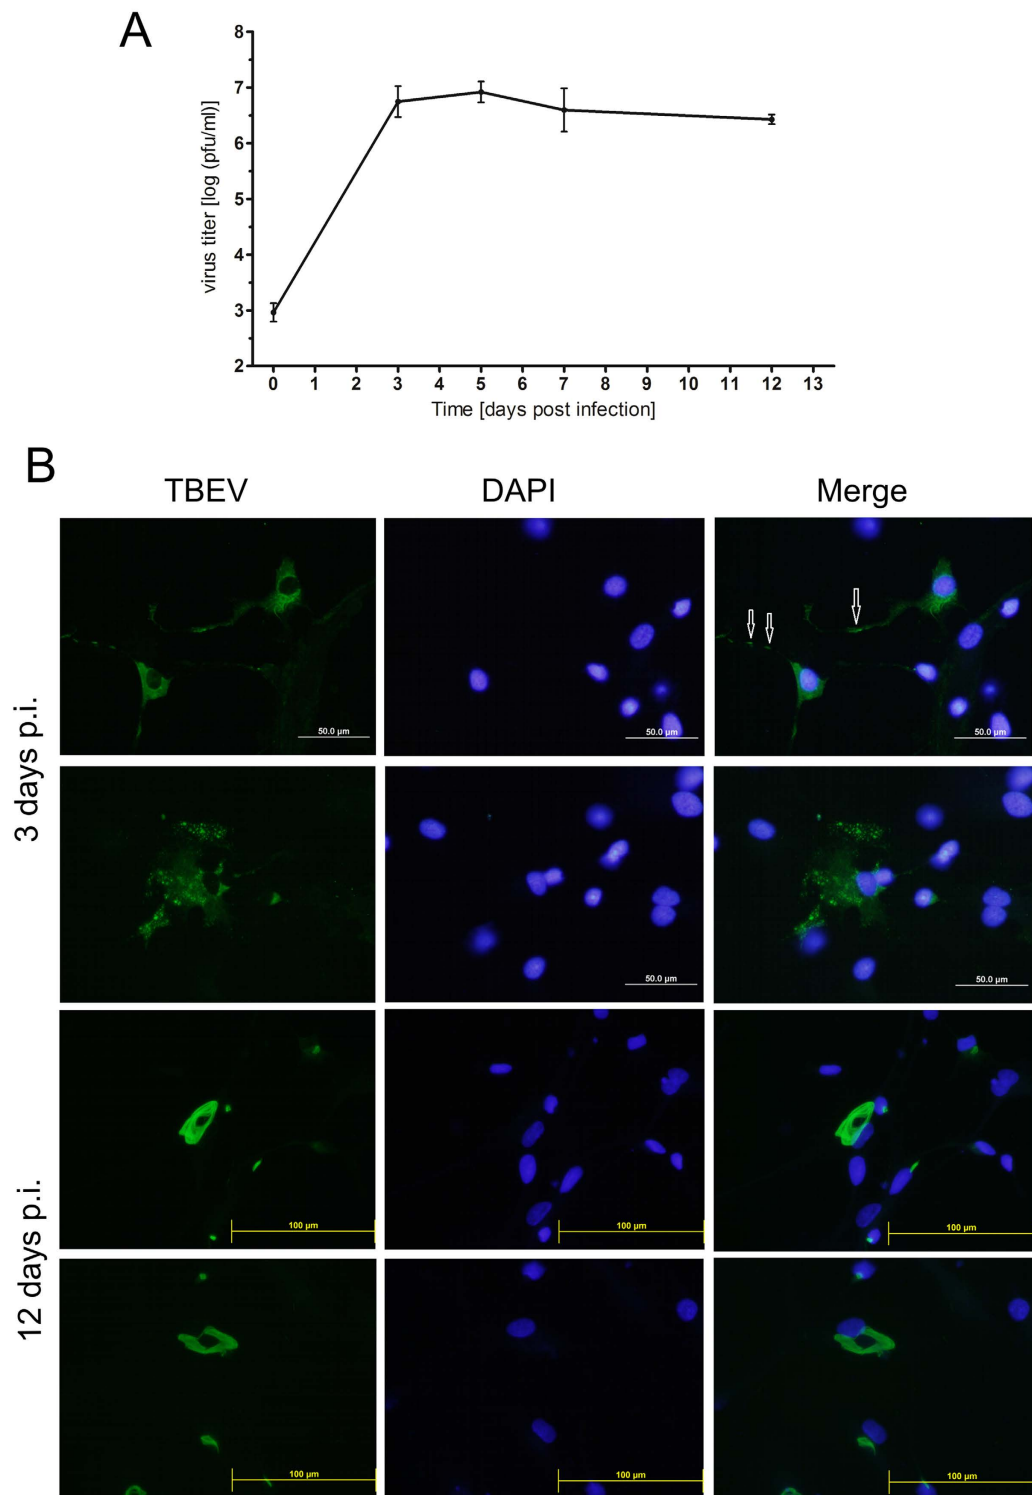 A
8
7
6
5
4
3
2
virus titer [log (pfu/ml)]
0 1 2 3 4 5 6 7 8 9 10 11 12 13
Time [days post infection]
B
TBEV DAPI Merge
3 days p.i.
50.0 µm 50.0 µm 50.0 µm
50.0 µm 50.0 µm
12 days p.i.
100 µm 100 µm 100 µm
100 µm 100 µm 100 µm